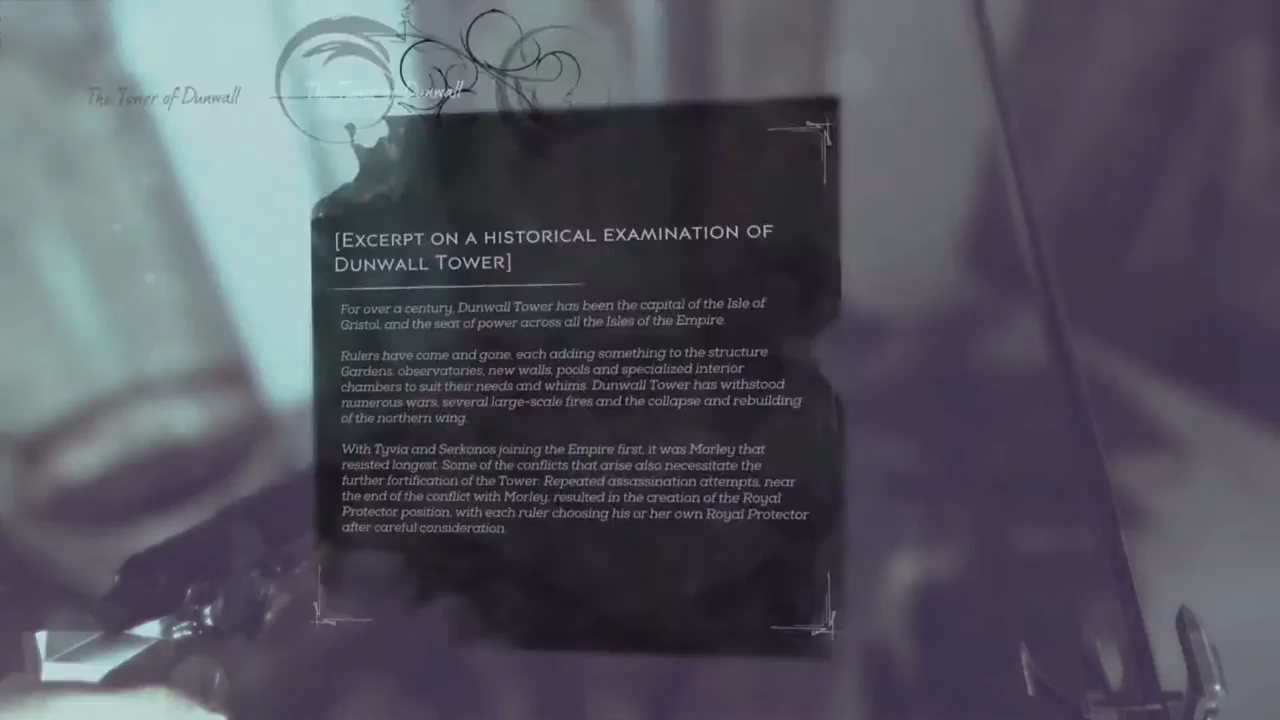 The Tower of Dunwall
The Tower of Dunwall
[Excerpt on a historical examination of
Dunwall Tower]
For over a century, Dunwall Tower has been the capital of the Isle of
Gristol, and the seat of power across all the Isles of the Empire.
Rulers have come and gone, each adding something to the structure
Gardens, observatories, new walls, pools and specialized interior
chambers to suit their needs and whims. Dunwall Tower has withstood
numerous wars, several large-scale fires and the collapse and rebuilding
of the northern wing.
With Tyvia and Serkonos joining the Empire first, it was Morley that
resisted longest. Some of the conflicts that arise also necessitate the
further fortification of the Tower. Repeated assassination attempts, near
the end of the conflict with Morley, resulted in the creation of the Royal
Protector position, with each ruler choosing his or her own Royal Protector
after careful consideration.